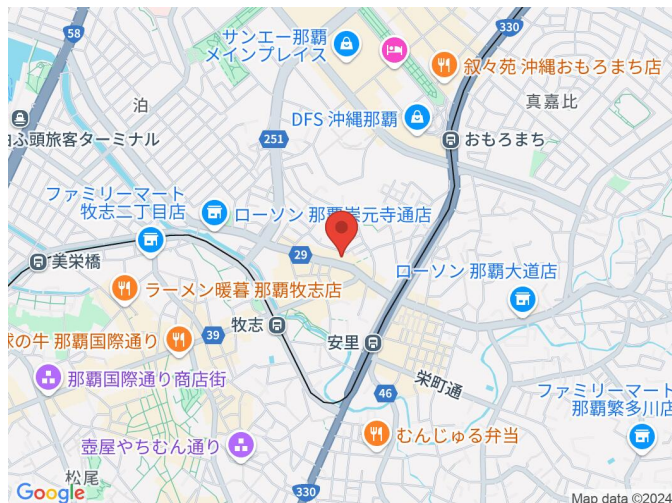 58
330
サンエー那覇
メインプレイス
叙々苑 沖縄おもろまち店
真嘉比
泊
DFS 沖縄那覇
251
おもろまち
ふ頭旅客ターミナル
ファミリーマート
牧志二丁目店
ローソン 那覇崇元寺通店
29
美栄橋
ローソン 那覇大道店
ラーメン暖暮 那覇牧志店
牧志
39
の牛 那覇国際通り
安里
那覇国際通り商店街
栄町通
46
ファミリーマート
那覇繁多川店
むんじゅる弁当
壺屋やちむん通り
松尾
330
Google
Map data ©2024